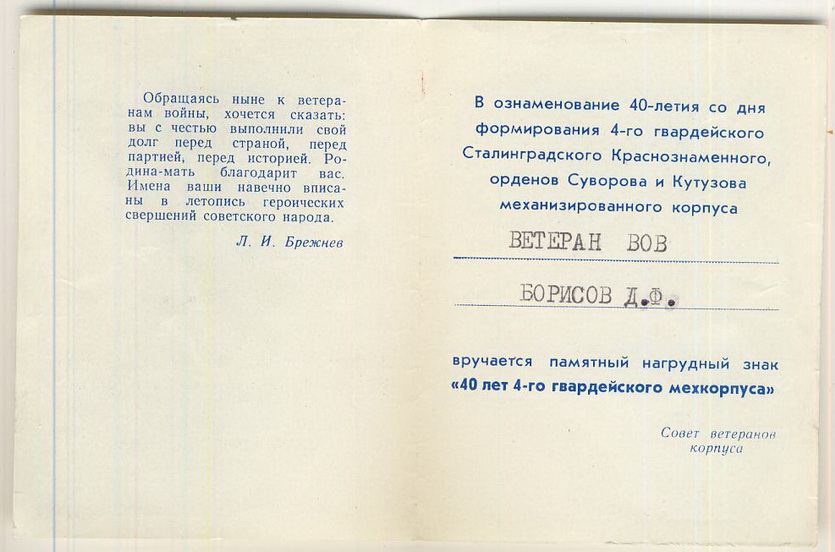 Обращаясь ныне к ветера-
нам войны, хочется сказать:
вы с честью выполнили свой
долг перед страной, перед
партией, перед историей. Ро-
дина-мать благодарит вас.
Имена ваши навечно вписа-
ны в летопись героических
свершений советского народа.
Л. И. Брежнев
В ознаменование 40-летия со дня
формирования 4-го гвардейского
Сталинградского Краснознаменного,
орденов Суворова и Кутузова
механизированного корпуса
ВЕТЕРАН ВОВ
БОРИСОВ Д.Ф.
вручается памятный нагрудный знак
«40 лет 4-го гвардейского мехкорпуса»
Совет ветеранов
корпуса